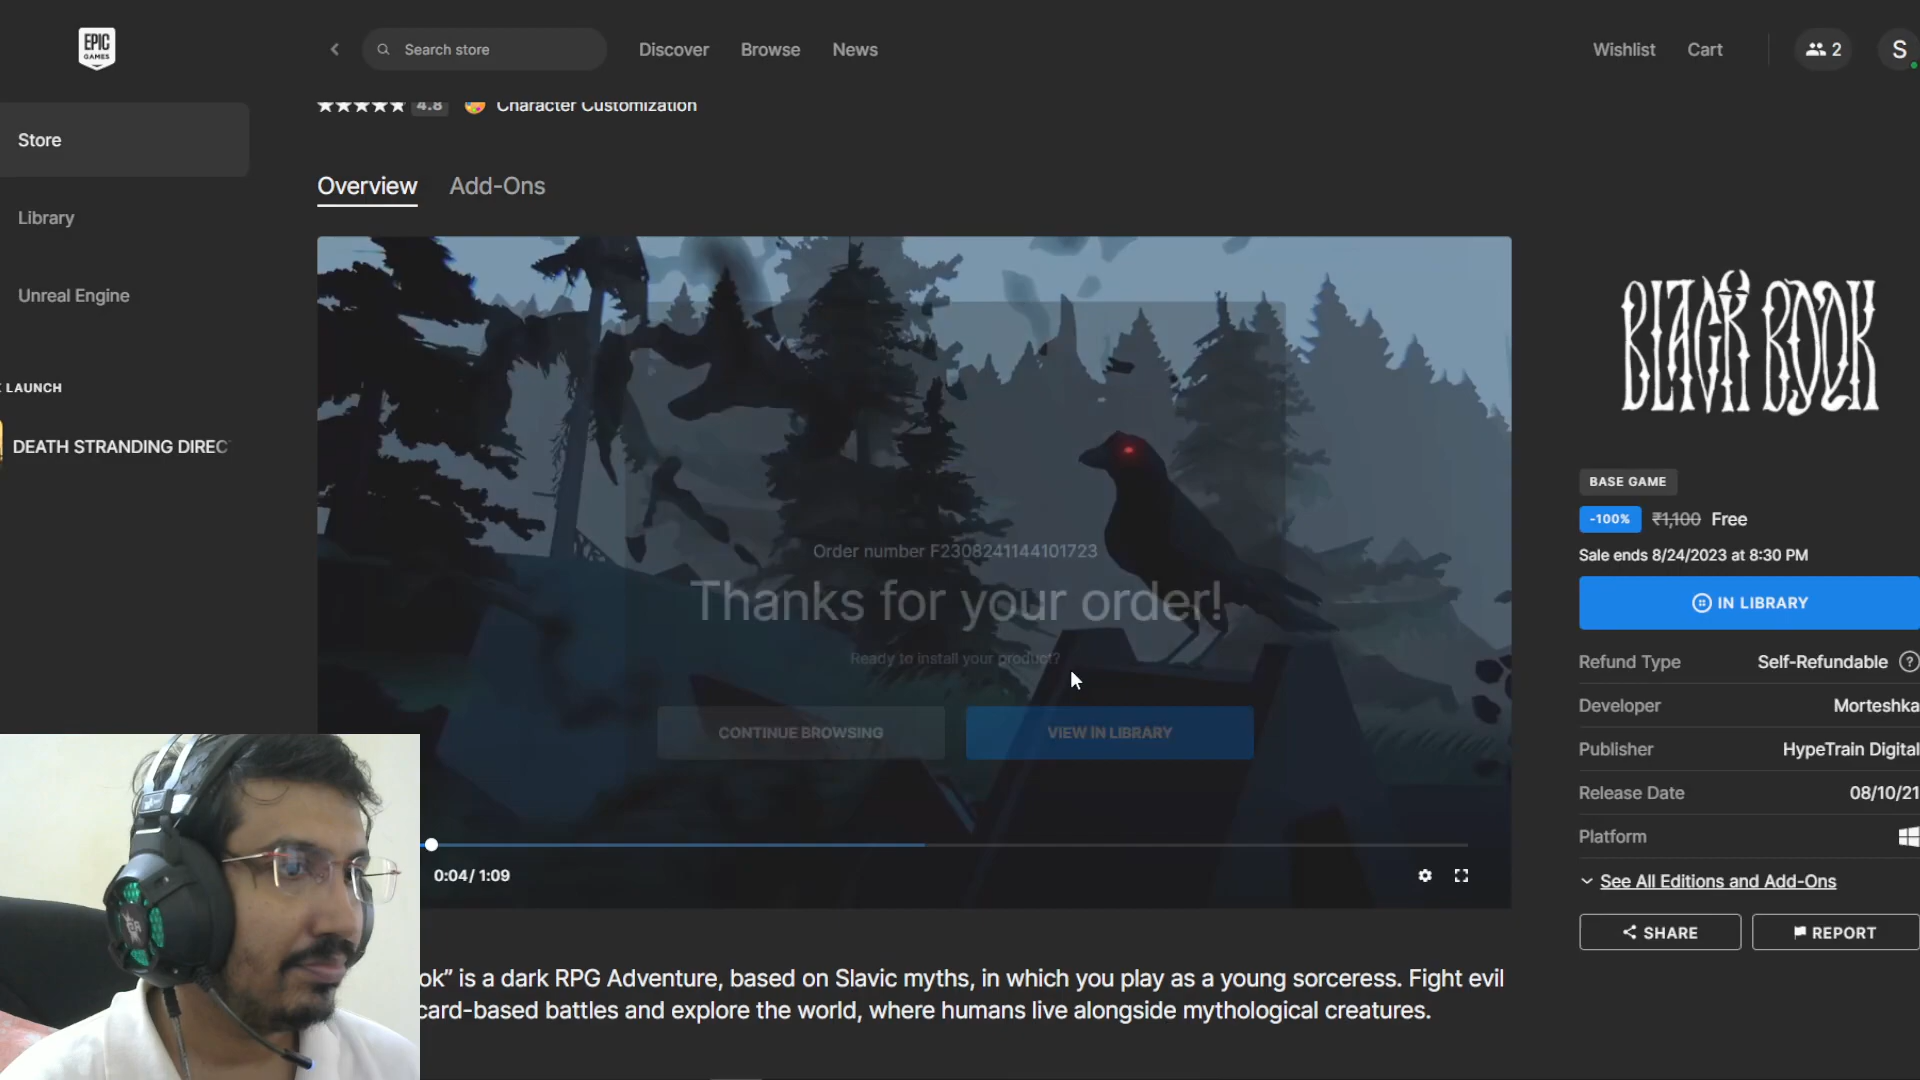 EPIC
GAMES
Search store
Discover
Browse
News
Wishlist
Cart
2
S
4.8
Character Customization
Store
Library
Unreal Engine
LAUNCH
DEATH STRANDING DIREC
Overview
Add-Ons
Order number F2308241144101723
Thanks for your order!
Ready to install your product?
CONTINUE BROWSING
VIEW IN LIBRARY
0:04 / 1:09
BLACK BOOK
BASE GAME
-100% ₹1,100 Free
Sale ends 8/24/2023 at 8:30 PM
IN LIBRARY
Refund Type Self-Refundable ?
Developer Morteshka
Publisher HypeTrain Digital
Release Date 08/10/21
Platform
See All Editions and Add-Ons
SHARE
REPORT
ok” is a dark RPG Adventure, based on Slavic myths, in which you play as a young sorceress. Fight evil
card-based battles and explore the world, where humans live alongside mythological creatures.